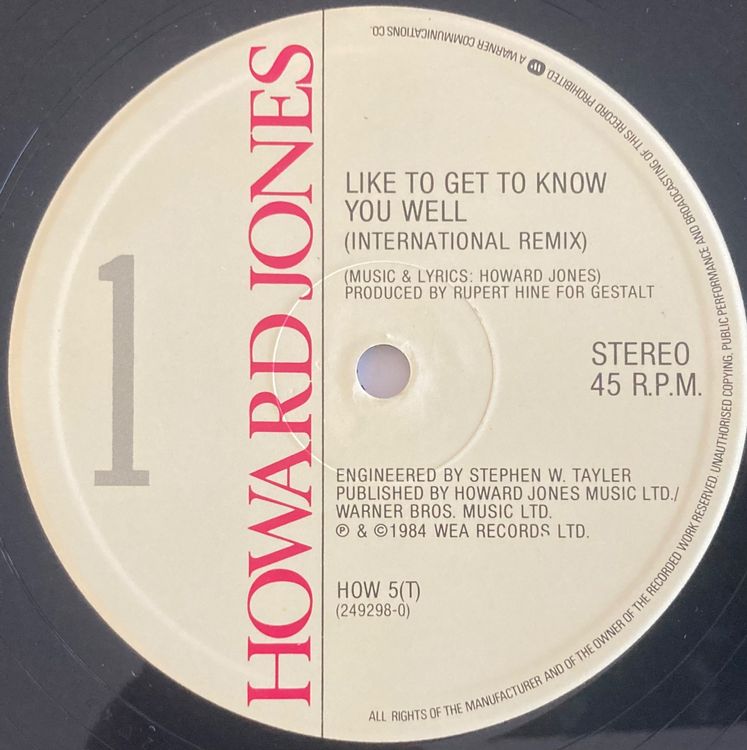 1
HOWARD JONES
LIKE TO GET TO KNOW
YOU WELL
(INTERNATIONAL REMIX)
(MUSIC & LYRICS: HOWARD JONES)
PRODUCED BY RUPERT HINE FOR GESTALT
STEREO
45 R.P.M.
ENGINEERED BY STEPHEN W. TAYLER
PUBLISHED BY HOWARD JONES MUSIC LTD./
WARNER BROS. MUSIC LTD.
℗ & ©1984 WEA RECORDS LTD.
HOW 5(T)
(249298-0)
ALL RIGHTS OF THE MANUFACTURER AND OF THE OWNER OF THE RECORDED WORK RESERVED. UNAUTHORISED COPYING, PUBLIC PERFORMANCE AND BROADCASTING OF THIS RECORD PROHIBITED A WARNER COMMUNICATIONS CO.